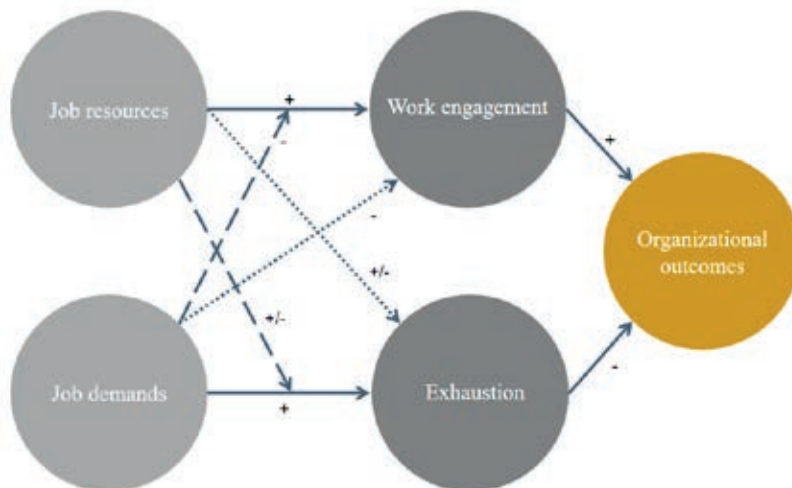 Job resources
+
Work engagement
-
+
-
Organizational
outcomes
+/-
+/-
Job demands
+
Exhaustion
-